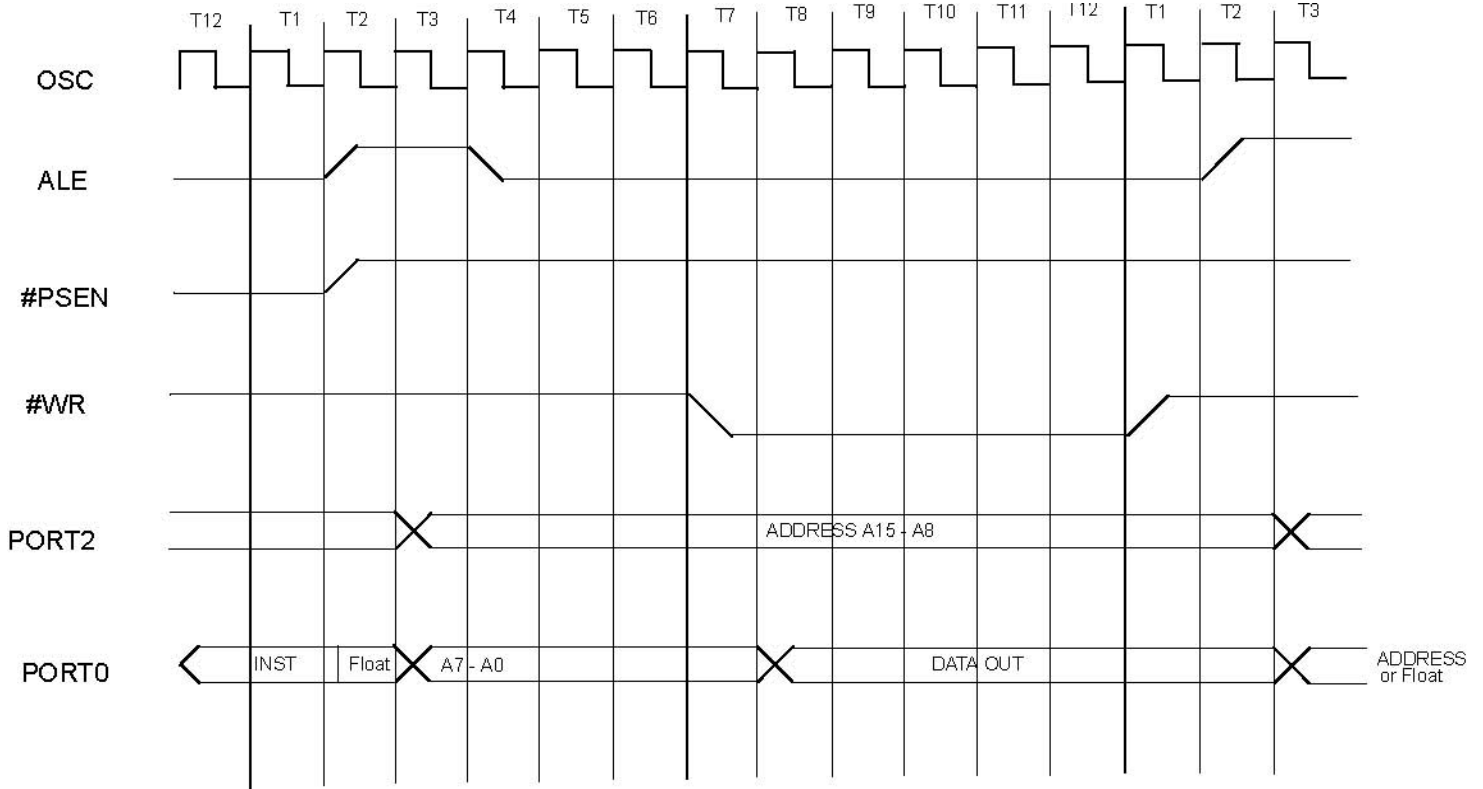 T12 T1 T2 T3 T4 T5 T6 T7 T8 T9 T10 T11 T12 T1 T2 T3
OSC
ALE
#PSEN
#WR
PORT2 ADDRESS A15 - A8
PORT0 INST Float A7 - A0 DATA OUT ADDRESS
or Float